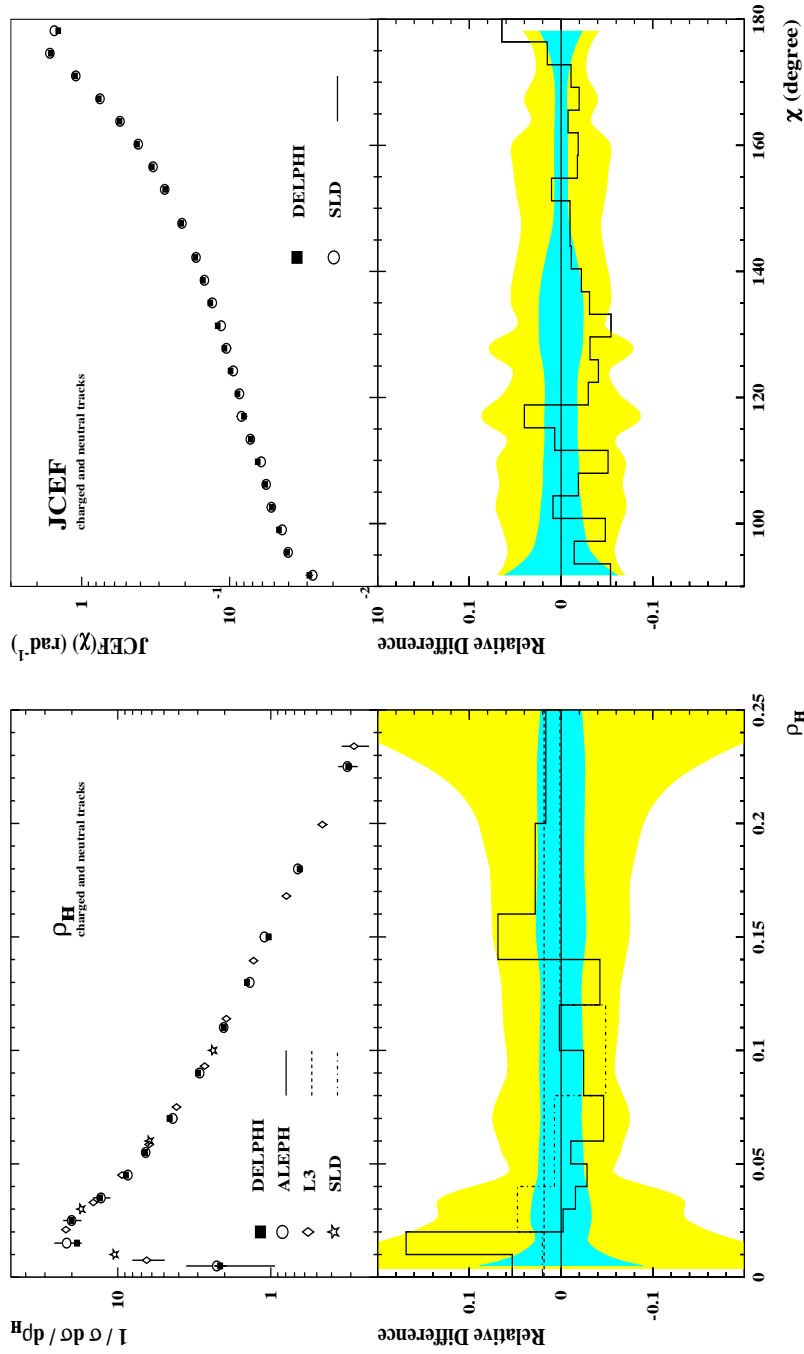 ρH
charged and neutral tracks
1 / σ dσ / dρH
10
1
DELPHI
ALEPH
L3
SLD
Relative Difference
0.1
0
-0.1
0
0.05
0.1
0.15
0.2
0.25
ρH
JCEF
charged and neutral tracks
JCEF(χ) (rad-1)
1
10-1
10-2
DELPHI
SLD
Relative Difference
0.1
0
-0.1
100
120
140
160
180
χ (degree)